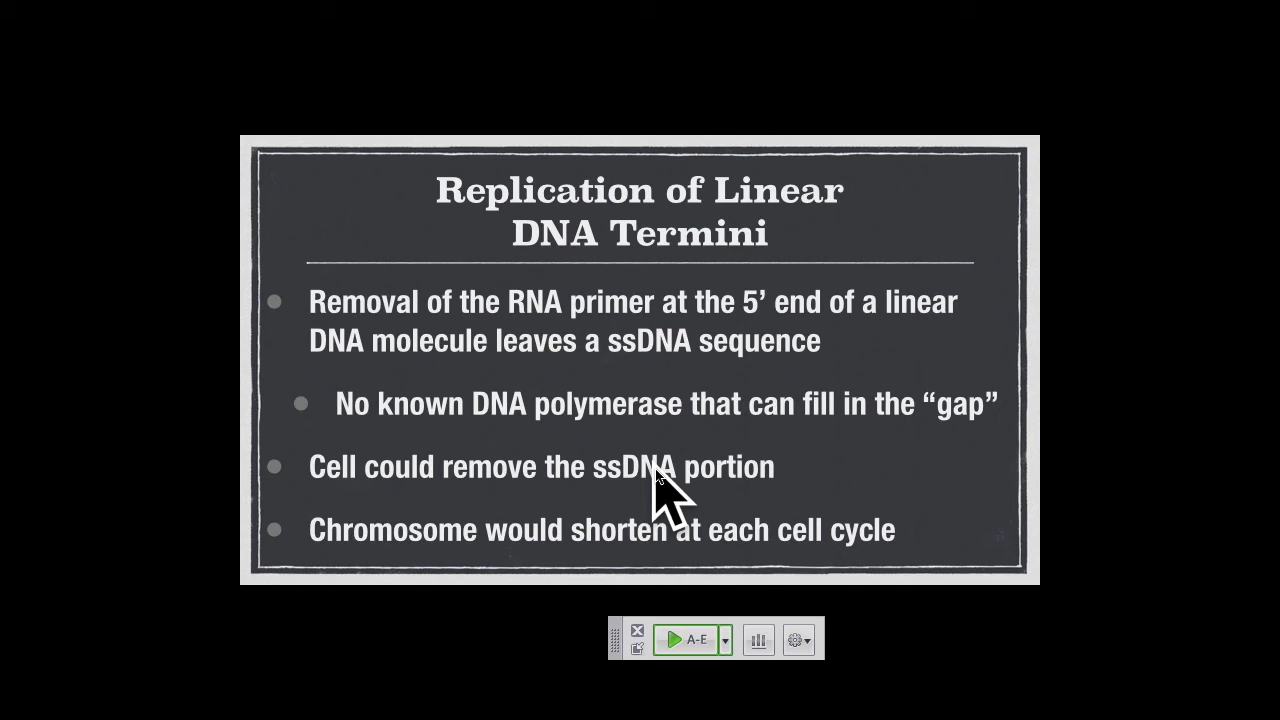 Replication of Linear
DNA Termini
Removal of the RNA primer at the 5’ end of a linear
DNA molecule leaves a ssDNA sequence
No known DNA polymerase that can fill in the “gap”
Cell could remove the ssDNA portion
Chromosome would shorten at each cell cycle
A-E